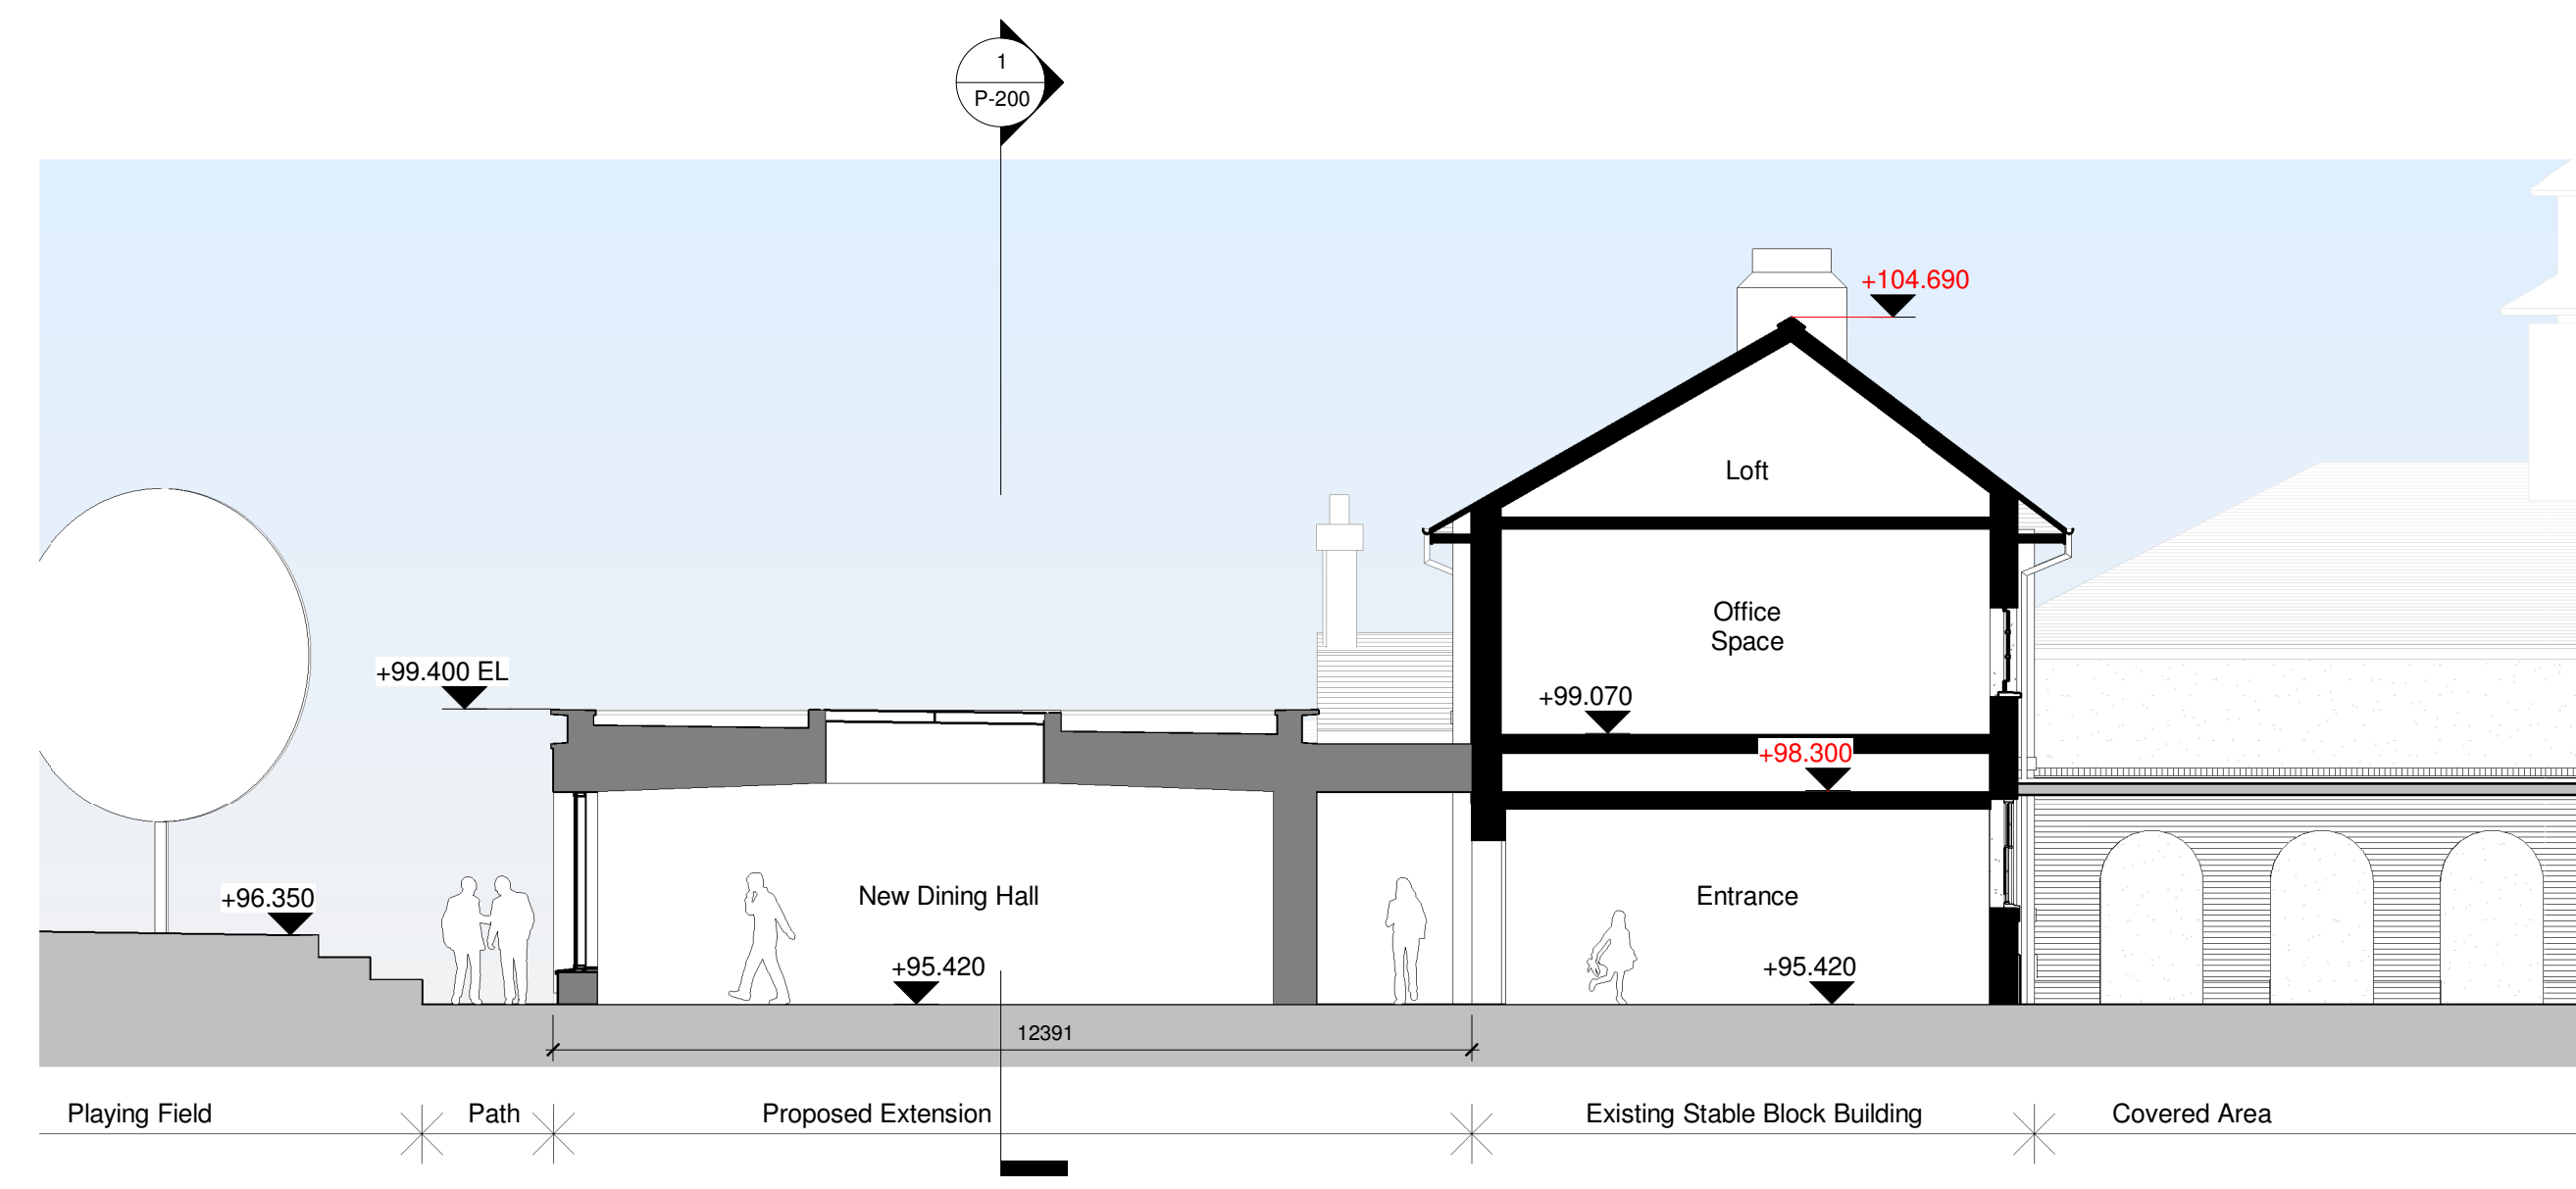 1
P-200
+104.690
Loft
Office
Space
+99.400 EL
+99.070
+98.300
+96.350
New Dining Hall
Entrance
+95.420
+95.420
12391
Playing Field
Path
Proposed Extension
Existing Stable Block Building
Covered Area